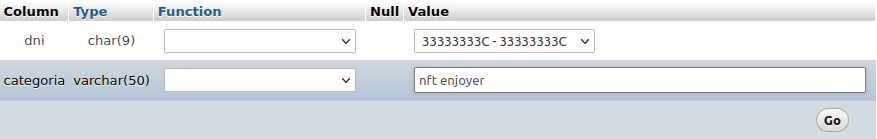 Column Type Function Null Value
dni char(9) 33333333C - 33333333C
categoria varchar(50) nft enjoyer
Go